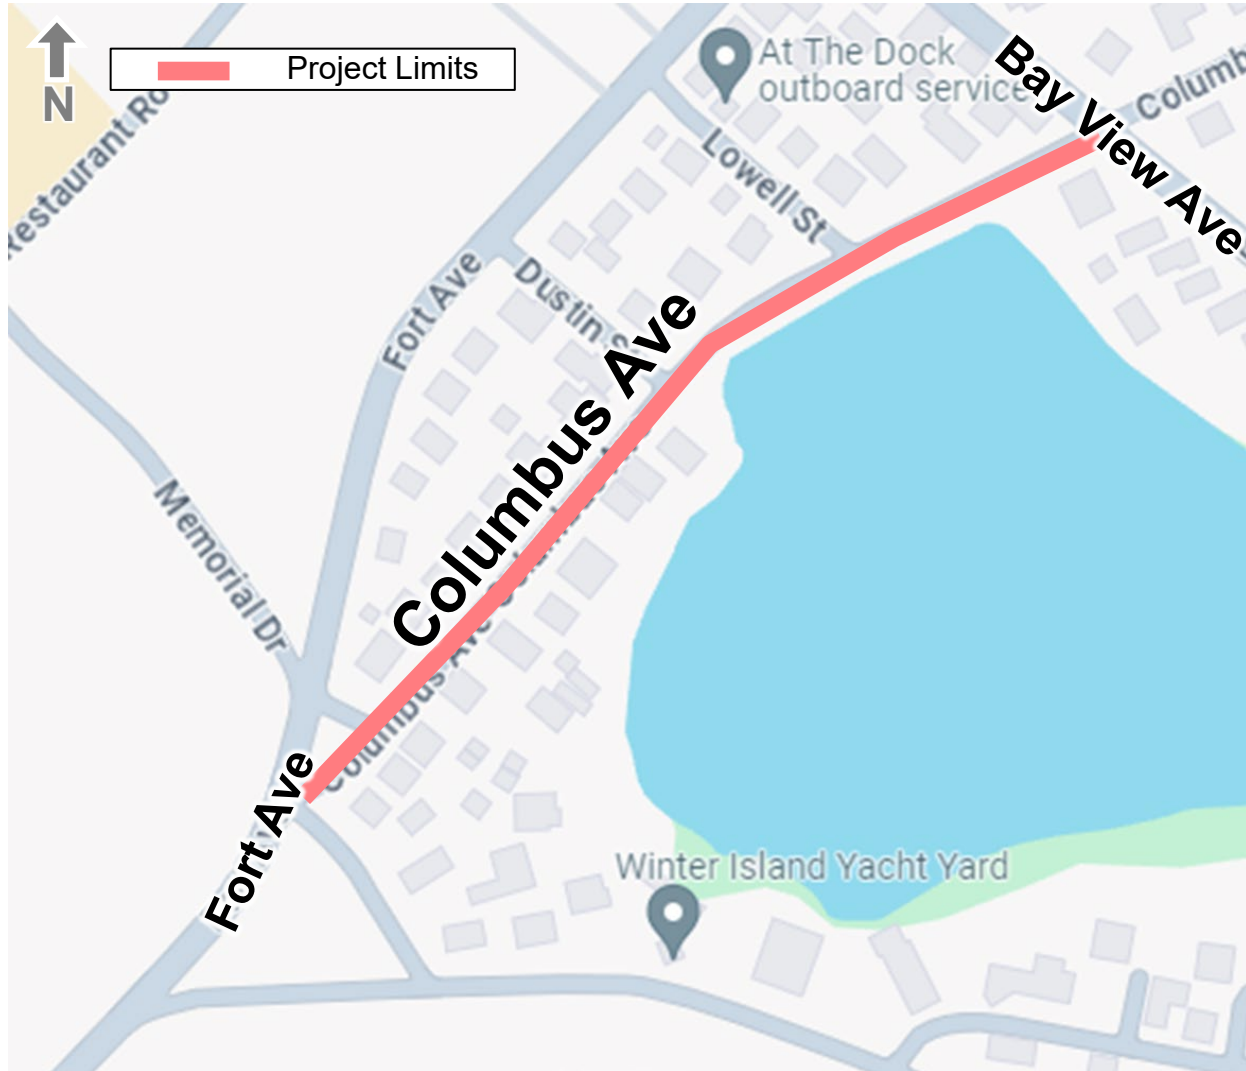 N
Project Limits
At The Dock
outboard service
Bay View Ave
Columb
Restaurant Ro
Lowell St
Fort Ave
Dustin S
Columbus Ave
Memorial Dr
Columbus Ave
Fort Ave
Winter Island Yacht Yard